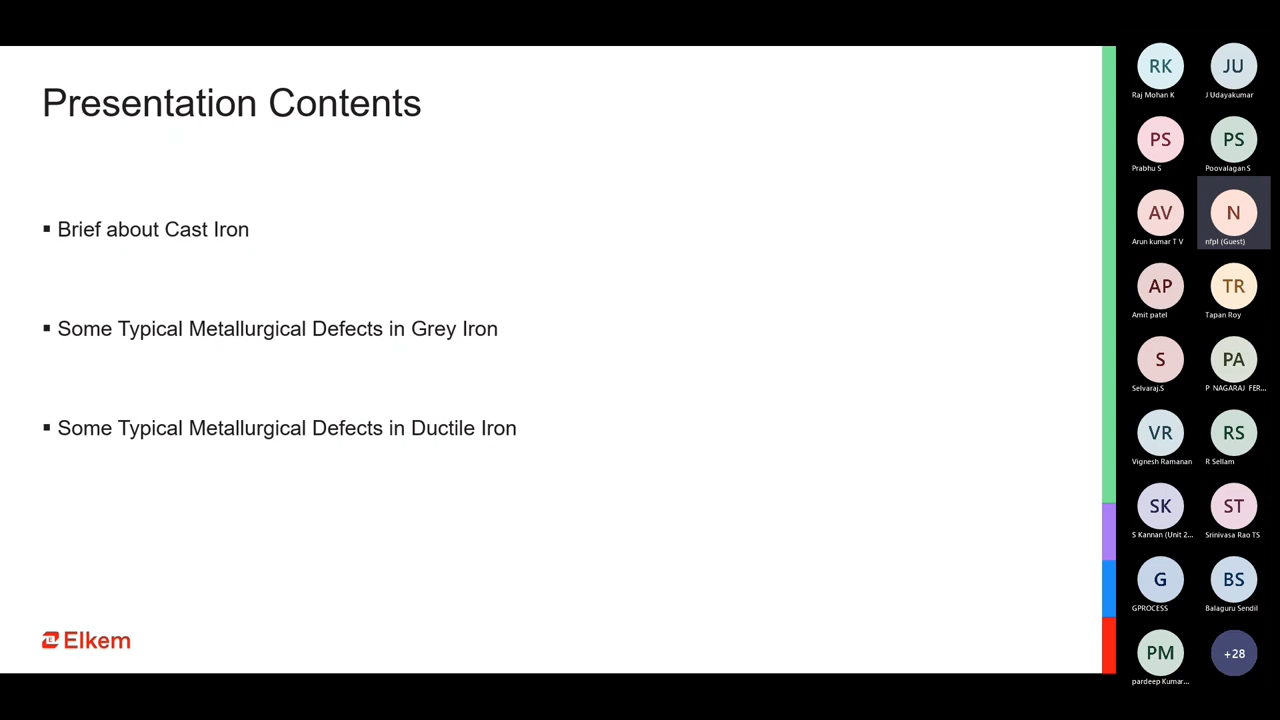 Presentation Contents
▪ Brief about Cast Iron
▪ Some Typical Metallurgical Defects in Grey Iron
▪ Some Typical Metallurgical Defects in Ductile Iron
Elkem
RK
Raj Mohan K
JU
J Udayakumar
PS
Prabhu S
PS
Poovalagan S
AV
Arun kumar T V
N
nfpl (Guest)
AP
Amit patel
TR
Tapan Roy
S
Selvaraj.S
PA
P NAGARAJ FER...
VR
Vignesh Ramanan
RS
R Sellam
SK
S Kannan (Unit 2...
ST
Srinivasa Rao TS
G
GPROCESS
BS
Balaguru Sendil
PM
pardeep Kumar...
+28